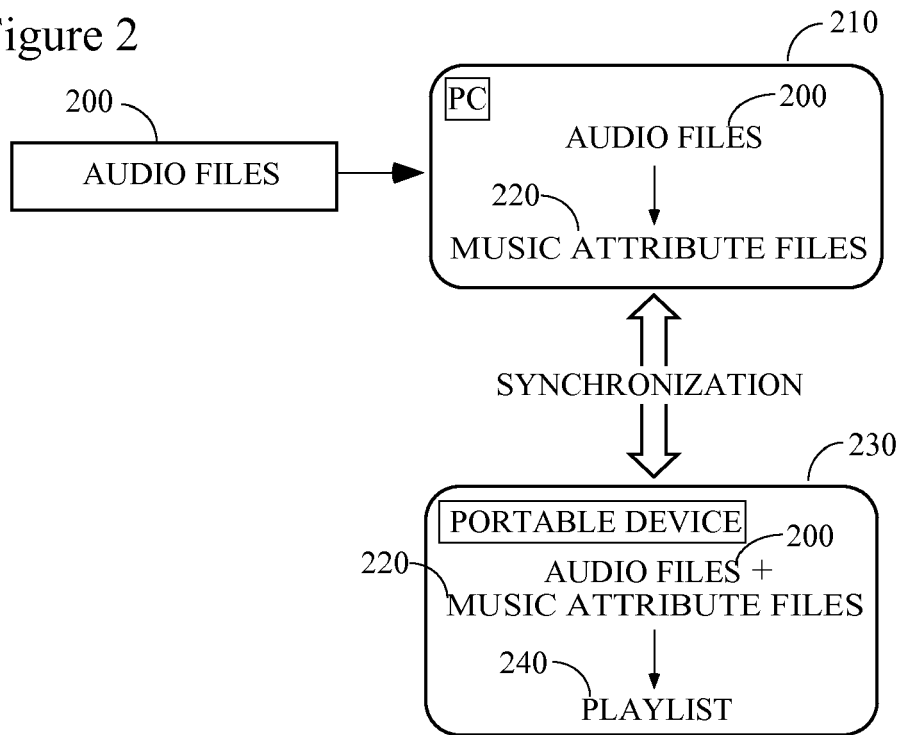 igure 2
210
200
AUDIO FILES
PC
200
AUDIO FILES
220
MUSIC ATTRIBUTE FILES
SYNCHRONIZATION
230
PORTABLE DEVICE
200
AUDIO FILES +
220
MUSIC ATTRIBUTE FILES
240
PLAYLIST